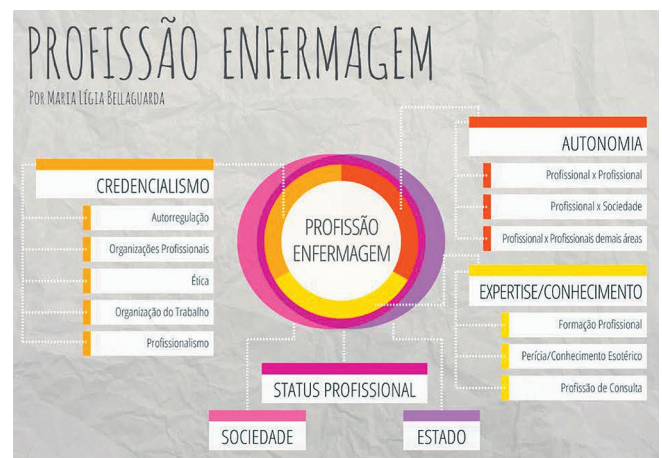 PROFISSÃO ENFERMAGEM
POR MARIA LÍGIA BELLAGUARDA
CREDENCIALISMO
Autorregulação
Organizações Profissionais
Ética
Organização do Trabalho
Profissionalismo
PROFISSÃO
ENFERMAGEM
AUTONOMIA
Profissional x Profissional
Profissional x Sociedade
Profissional x Profissionais demais áreas
EXPERTISE/CONHECIMENTO
Formação Profissional
Perícia/Conhecimento Esotérico
Profissão de Consulta
STATUS PROFISSIONAL
SOCIEDADE
ESTADO